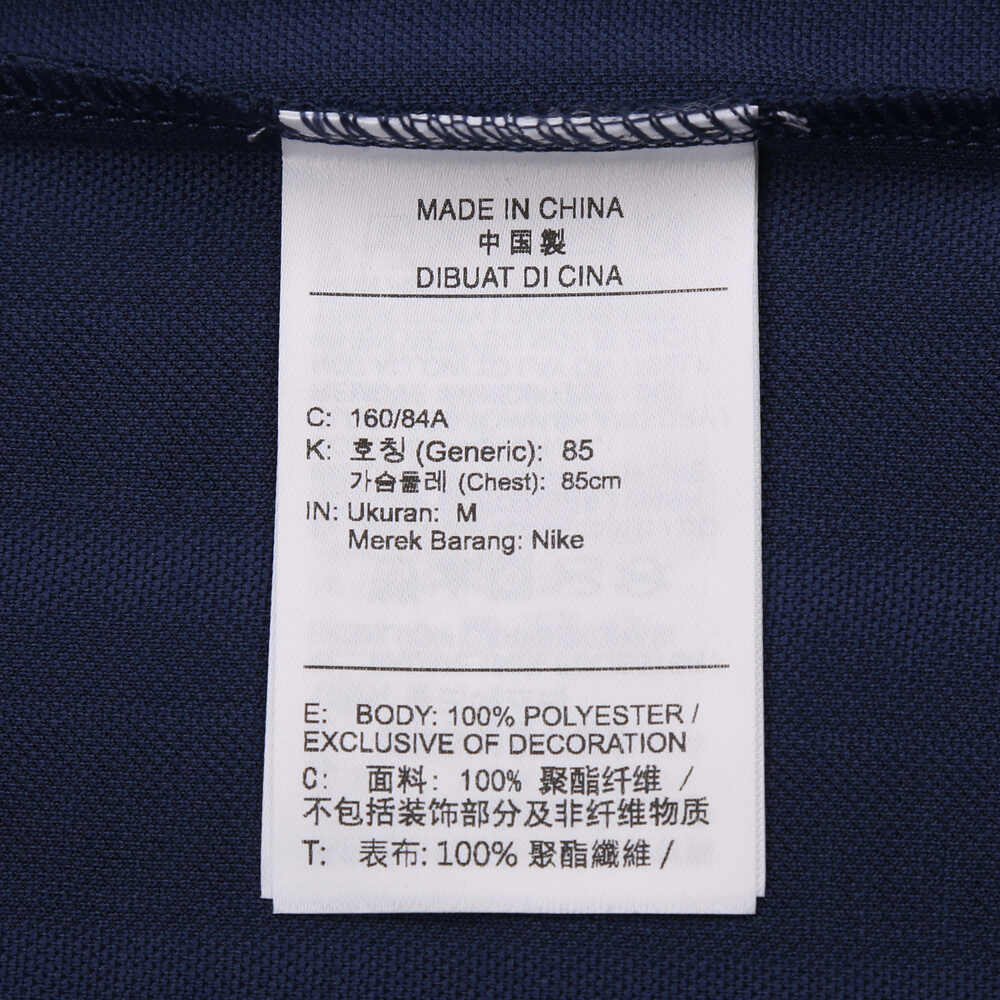 MADE IN CHINA
中国製
DIBUAT DI CINA
C: 160/84A
K: 호칭 (Generic): 85
가슴둘레 (Chest): 85cm
IN: Ukuran: M
Merek Barang: Nike
E: BODY: 100% POLYESTER /
EXCLUSIVE OF DECORATION
C: 面料: 100% 聚酯纤维 /
不包括装饰部分及非纤维物质
T: 表布: 100% 聚酯纖維 /